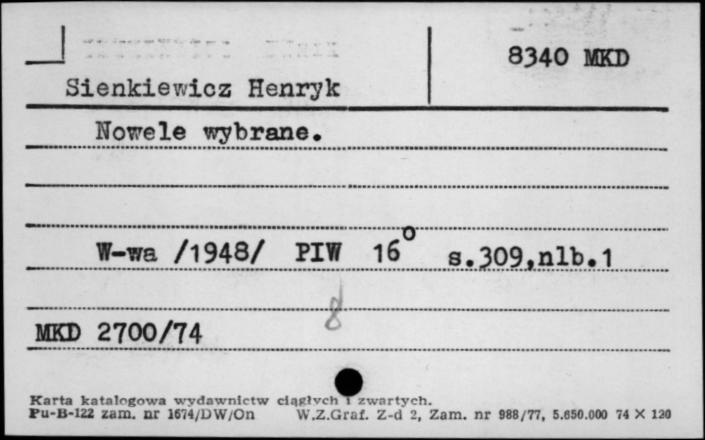 8340 MKD
Sienkiewicz Henryk
Nowele wybrane.
W-wa /1948/ PIW 16° s.309,nlb.1
8
MKD 2700/74
Karta katalogowa wydawnictw ciągłych i zwartych.
Pu-B-122 zam. nr 1674/DW/On W.Z.Graf. Z-d 2, Zam. nr 988/77, 5.650.000 74 X 120